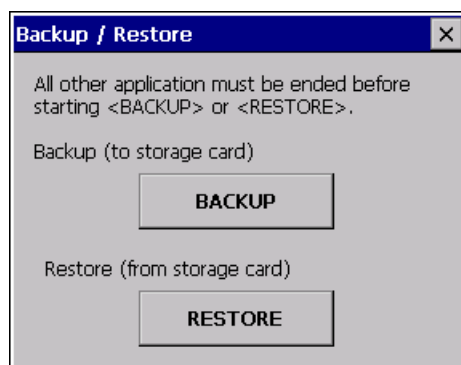 Backup / Restore
All other application must be ended before
starting <BACKUP> or <RESTORE>.
Backup (to storage card)
BACKUP
Restore (from storage card)
RESTORE